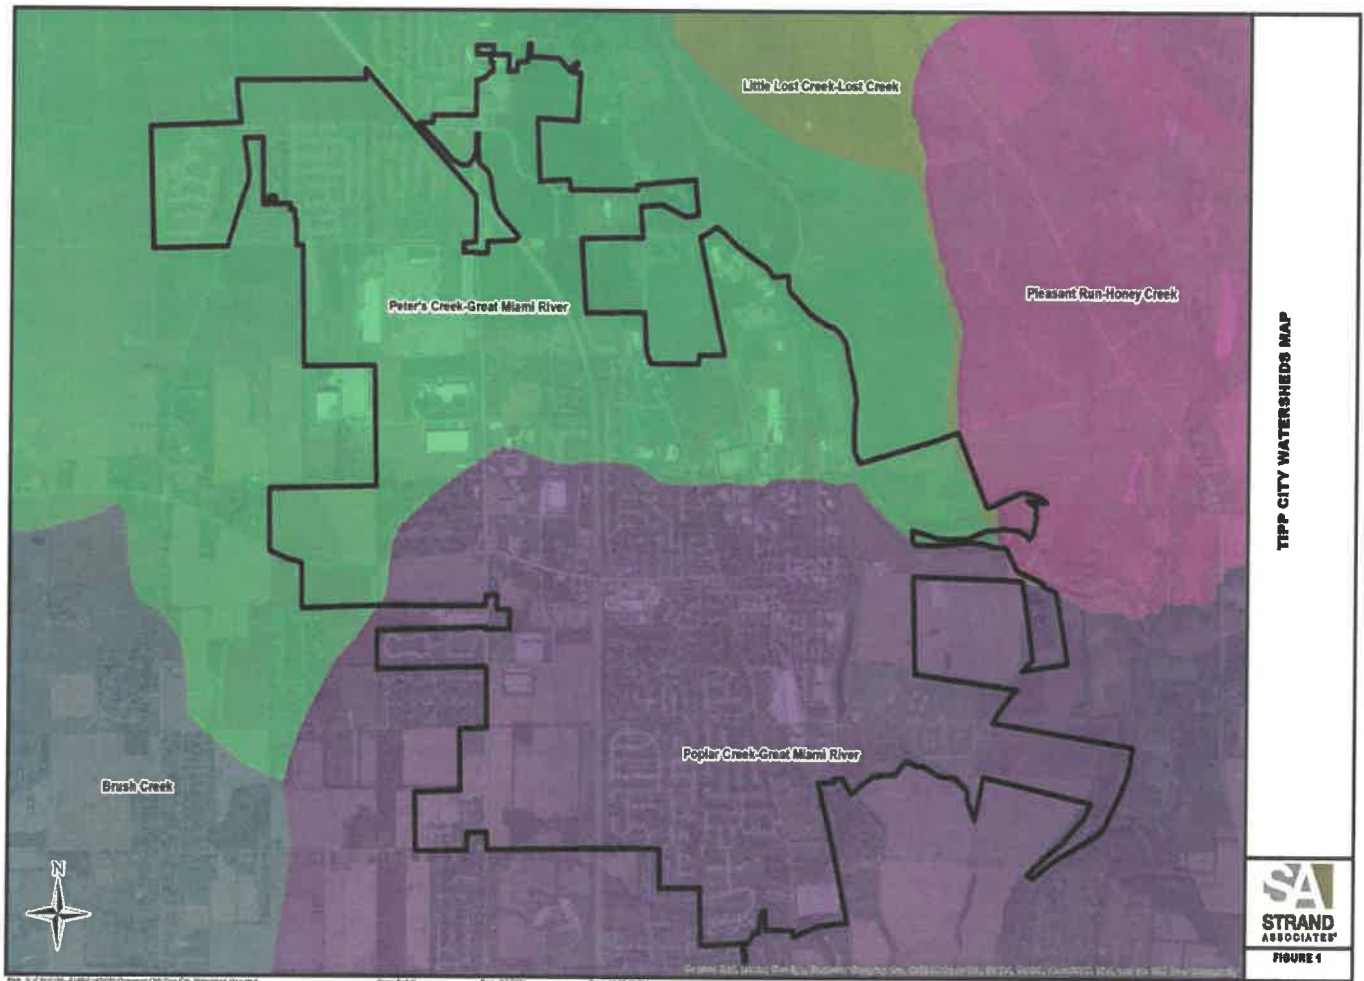 Little Lost Creek-Lost Creek
Pleasant Run-Honey Creek
Peter's Creek-Great Miami River
Poplar Creek-Great Miami River
Brush Creek
N
TIPP CITY WATERSHEDS MAP
SA
STRAND
ASSOCIATES®
FIGURE 1